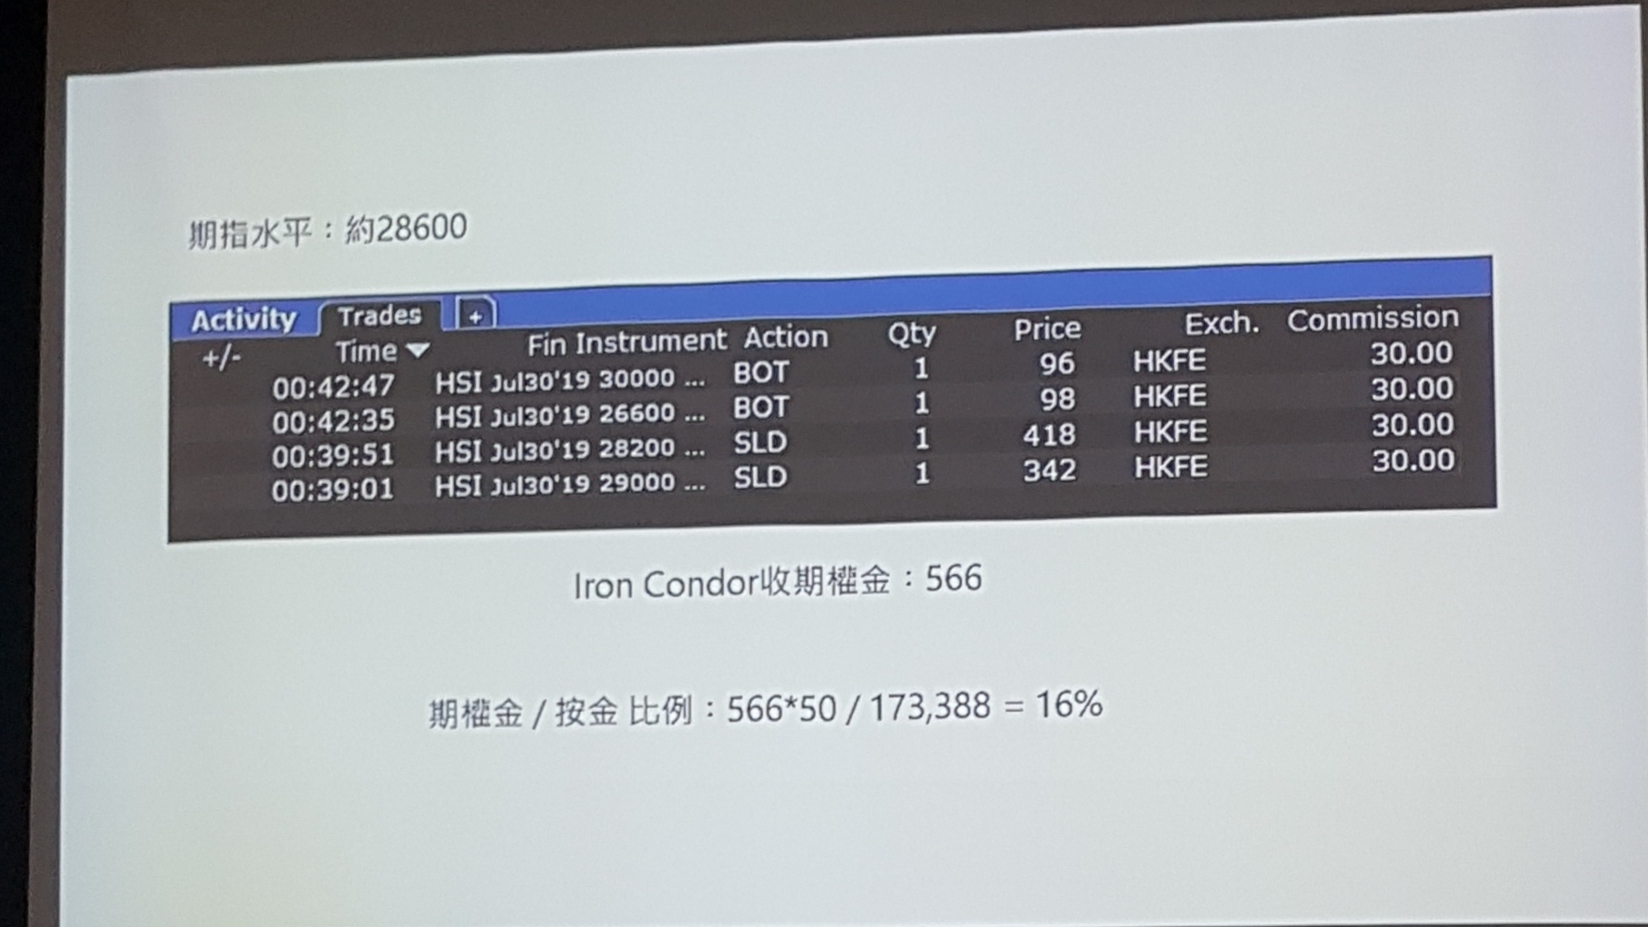 期指水平：約28600
Activity Trades +
+/- Time Fin Instrument Action Qty Price Exch. Commission
00:42:47 HSI Jul30'19 30000 ... BOT 1 96 HKFE 30.00
00:42:35 HSI Jul30'19 26600 ... BOT 1 98 HKFE 30.00
00:39:51 HSI Jul30'19 28200 ... SLD 1 418 HKFE 30.00
00:39:01 HSI Jul30'19 29000 ... SLD 1 342 HKFE 30.00
Iron Condor收期權金：566
期權金 / 按金 比例：566*50 / 173,388 = 16%